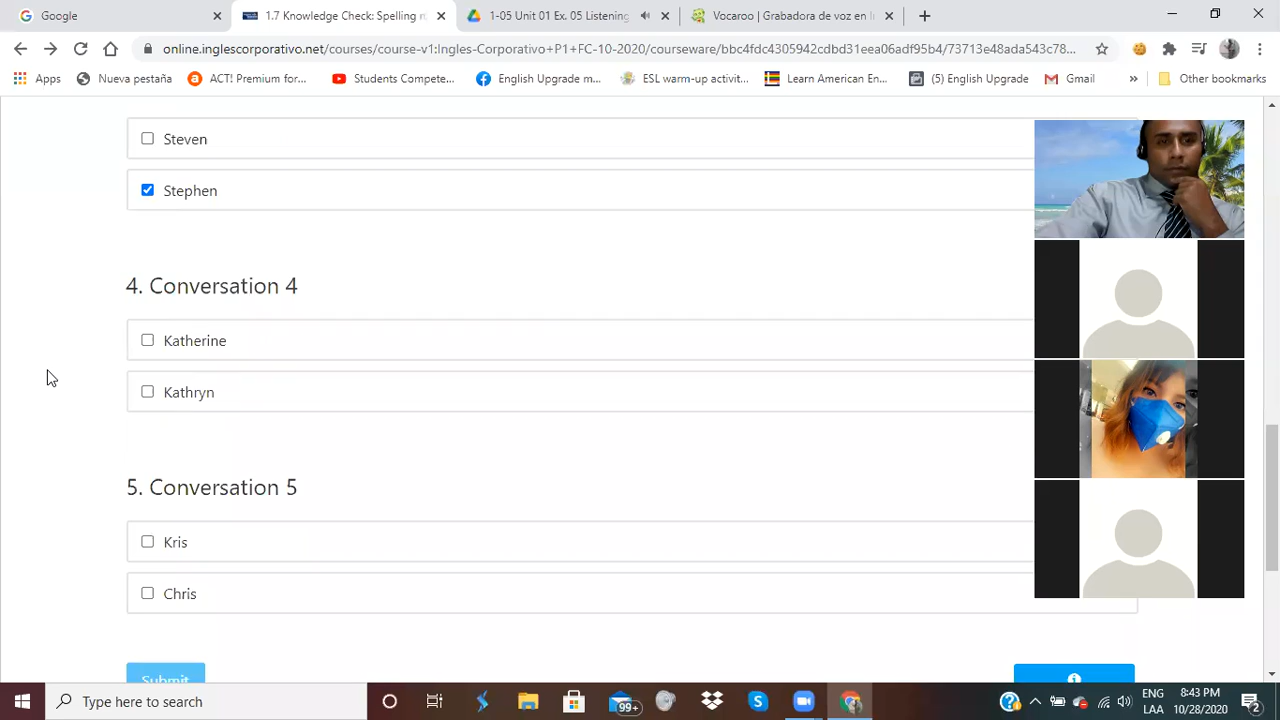 Google
1.7 Knowledge Check: Spelling n
1-05 Unit 01 Ex. 05 Listening
Vocaroo | Grabadora de voz en l
online.inglescorporativo.net/courses/course-v1:Ingles-Corporativo+P1+FC-10-2020/courseware/bbc4fdc4305942cdbd31eea06adf95b4/73713e48ada543c78...
Apps
Nueva pestaña
ACT! Premium for...
Students Compete...
English Upgrade m...
ESL warm-up activit...
Learn American En...
(5) English Upgrade
Gmail
»
Other bookmarks
Steven
Stephen
4. Conversation 4
Katherine
Kathryn
5. Conversation 5
Kris
Chris
Submit
Type here to search
99+
ENG
LAA
8:43 PM
10/28/2020
2